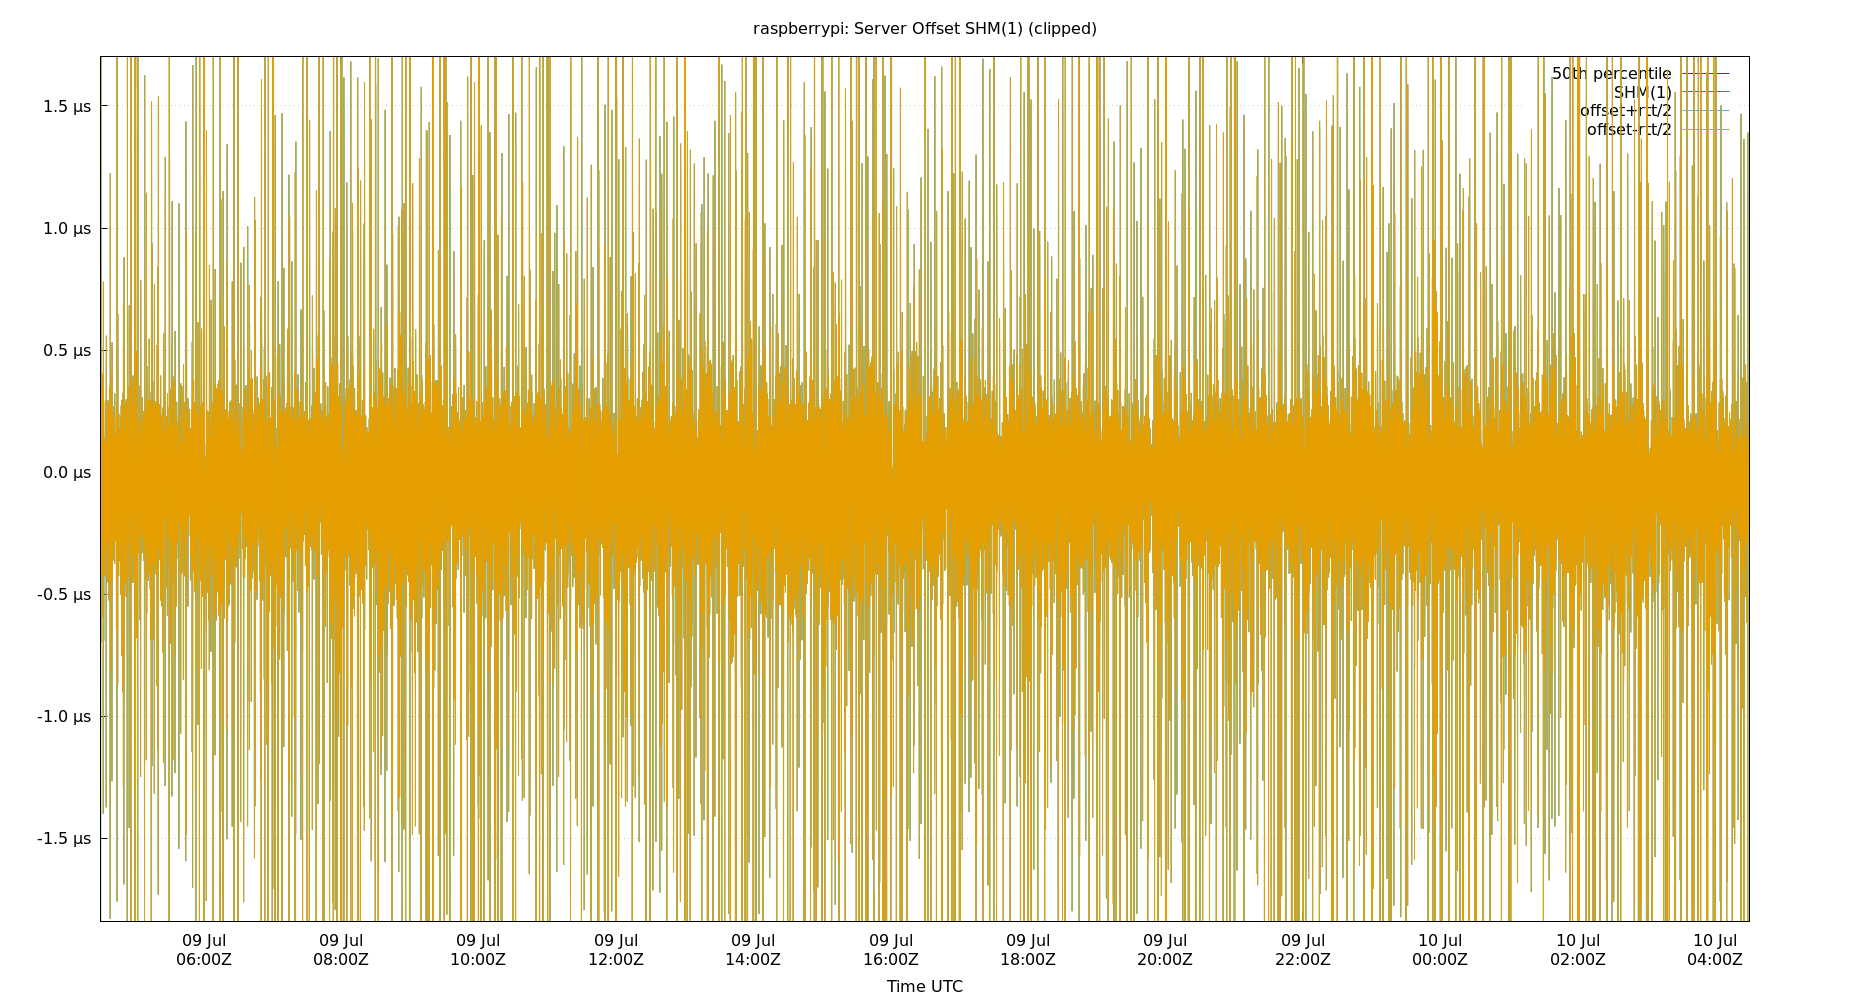 raspberrypi: Server Offset SHM(1) (clipped)
50th percentile
SHM(1)
offset+rtt/2
offset-rtt/2
1.5 µs
1.0 µs
0.5 µs
0.0 µs
-0.5 µs
-1.0 µs
-1.5 µs
09 Jul 09 Jul 09 Jul 09 Jul 09 Jul 09 Jul 09 Jul 09 Jul 09 Jul 10 Jul 10 Jul 10 Jul
06:00Z 08:00Z 10:00Z 12:00Z 14:00Z 16:00Z 18:00Z 20:00Z 22:00Z 00:00Z 02:00Z 04:00Z
Time UTC